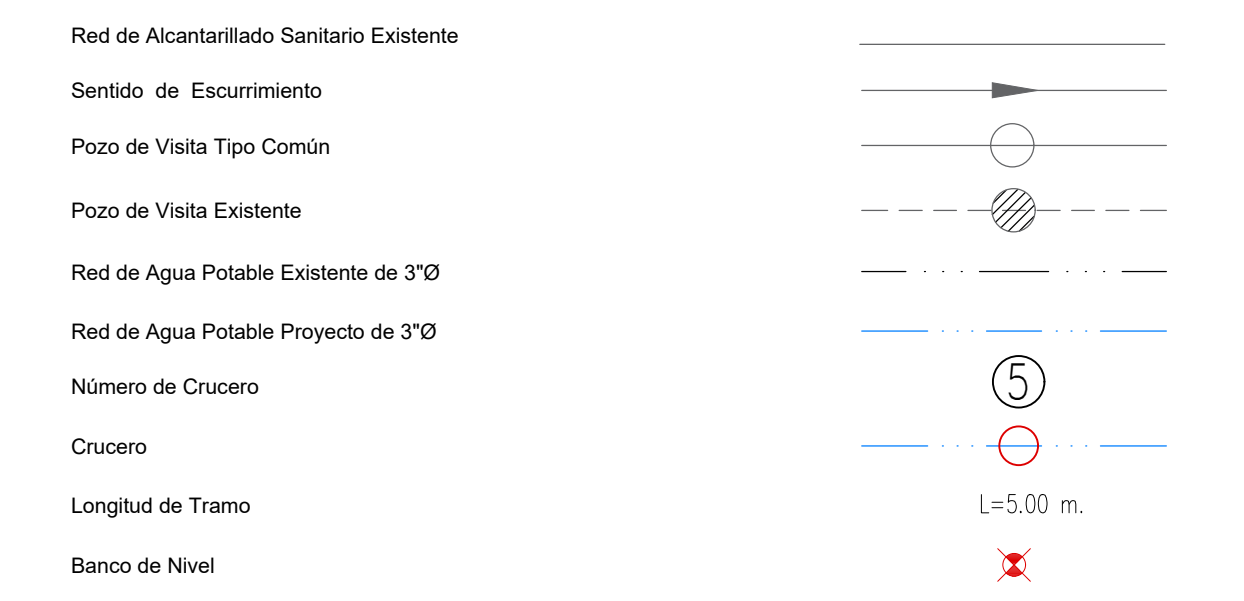 Red de Alcantarillado Sanitario Existente
Sentido de Escurrimiento
Pozo de Visita Tipo Común
Pozo de Visita Existente
Red de Agua Potable Existente de 3"Ø
Red de Agua Potable Proyecto de 3"Ø
Número de Crucero
5
Crucero
Longitud de Tramo
L=5.00 m.
Banco de Nivel